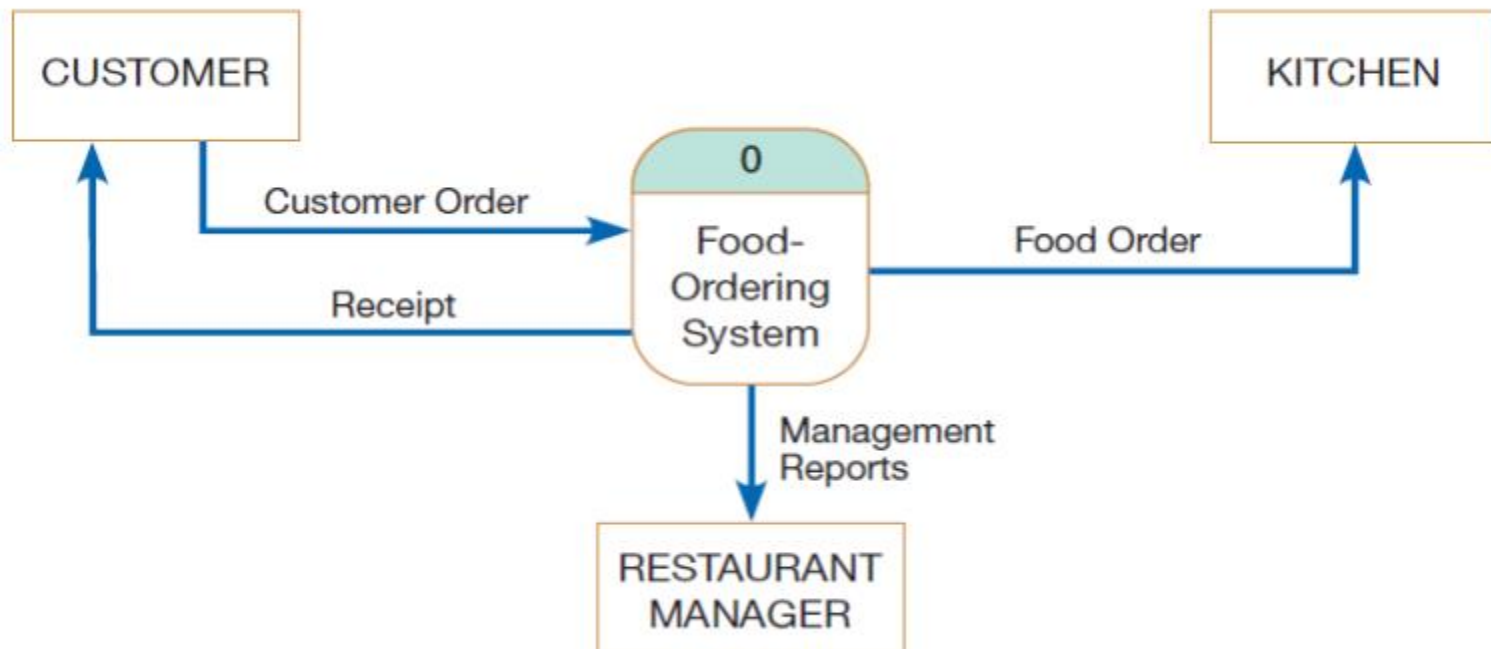 CUSTOMER
KITCHEN
0
Customer Order
Food-
Ordering
System
Food Order
Receipt
Management
Reports
RESTAURANT
MANAGER